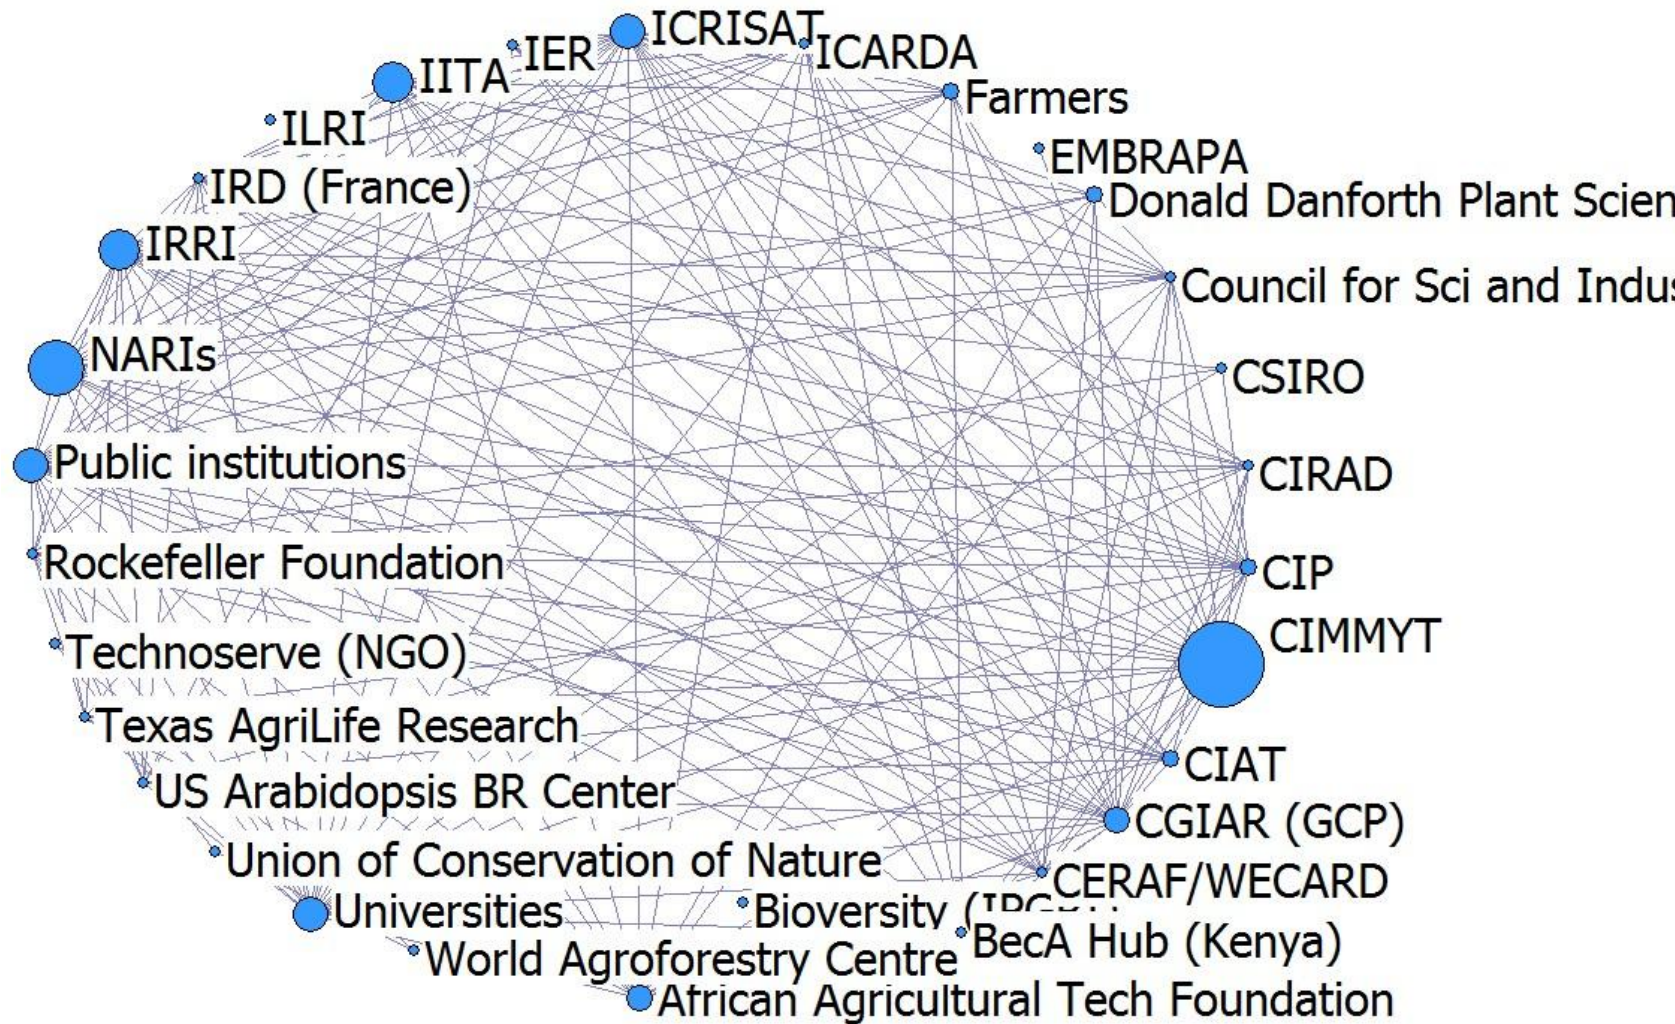 ICRISAT
IER
ICARDA
IITA
Farmers
ILRI
EMBRAPA
IRD (France)
Donald Danforth Plant Scien
IRRI
Council for Sci and Indus
NARIs
CSIRO
Public institutions
CIRAD
Rockefeller Foundation
CIP
CIMMYT
Technoserve (NGO)
Texas AgriLife Research
CIAT
US Arabidopsis BR Center
CGIAR (GCP)
Union of Conservation of Nature
CERAF/WECARD
Universities
Bioversity
BecA Hub (Kenya)
World Agroforestry Centre
African Agricultural Tech Foundation